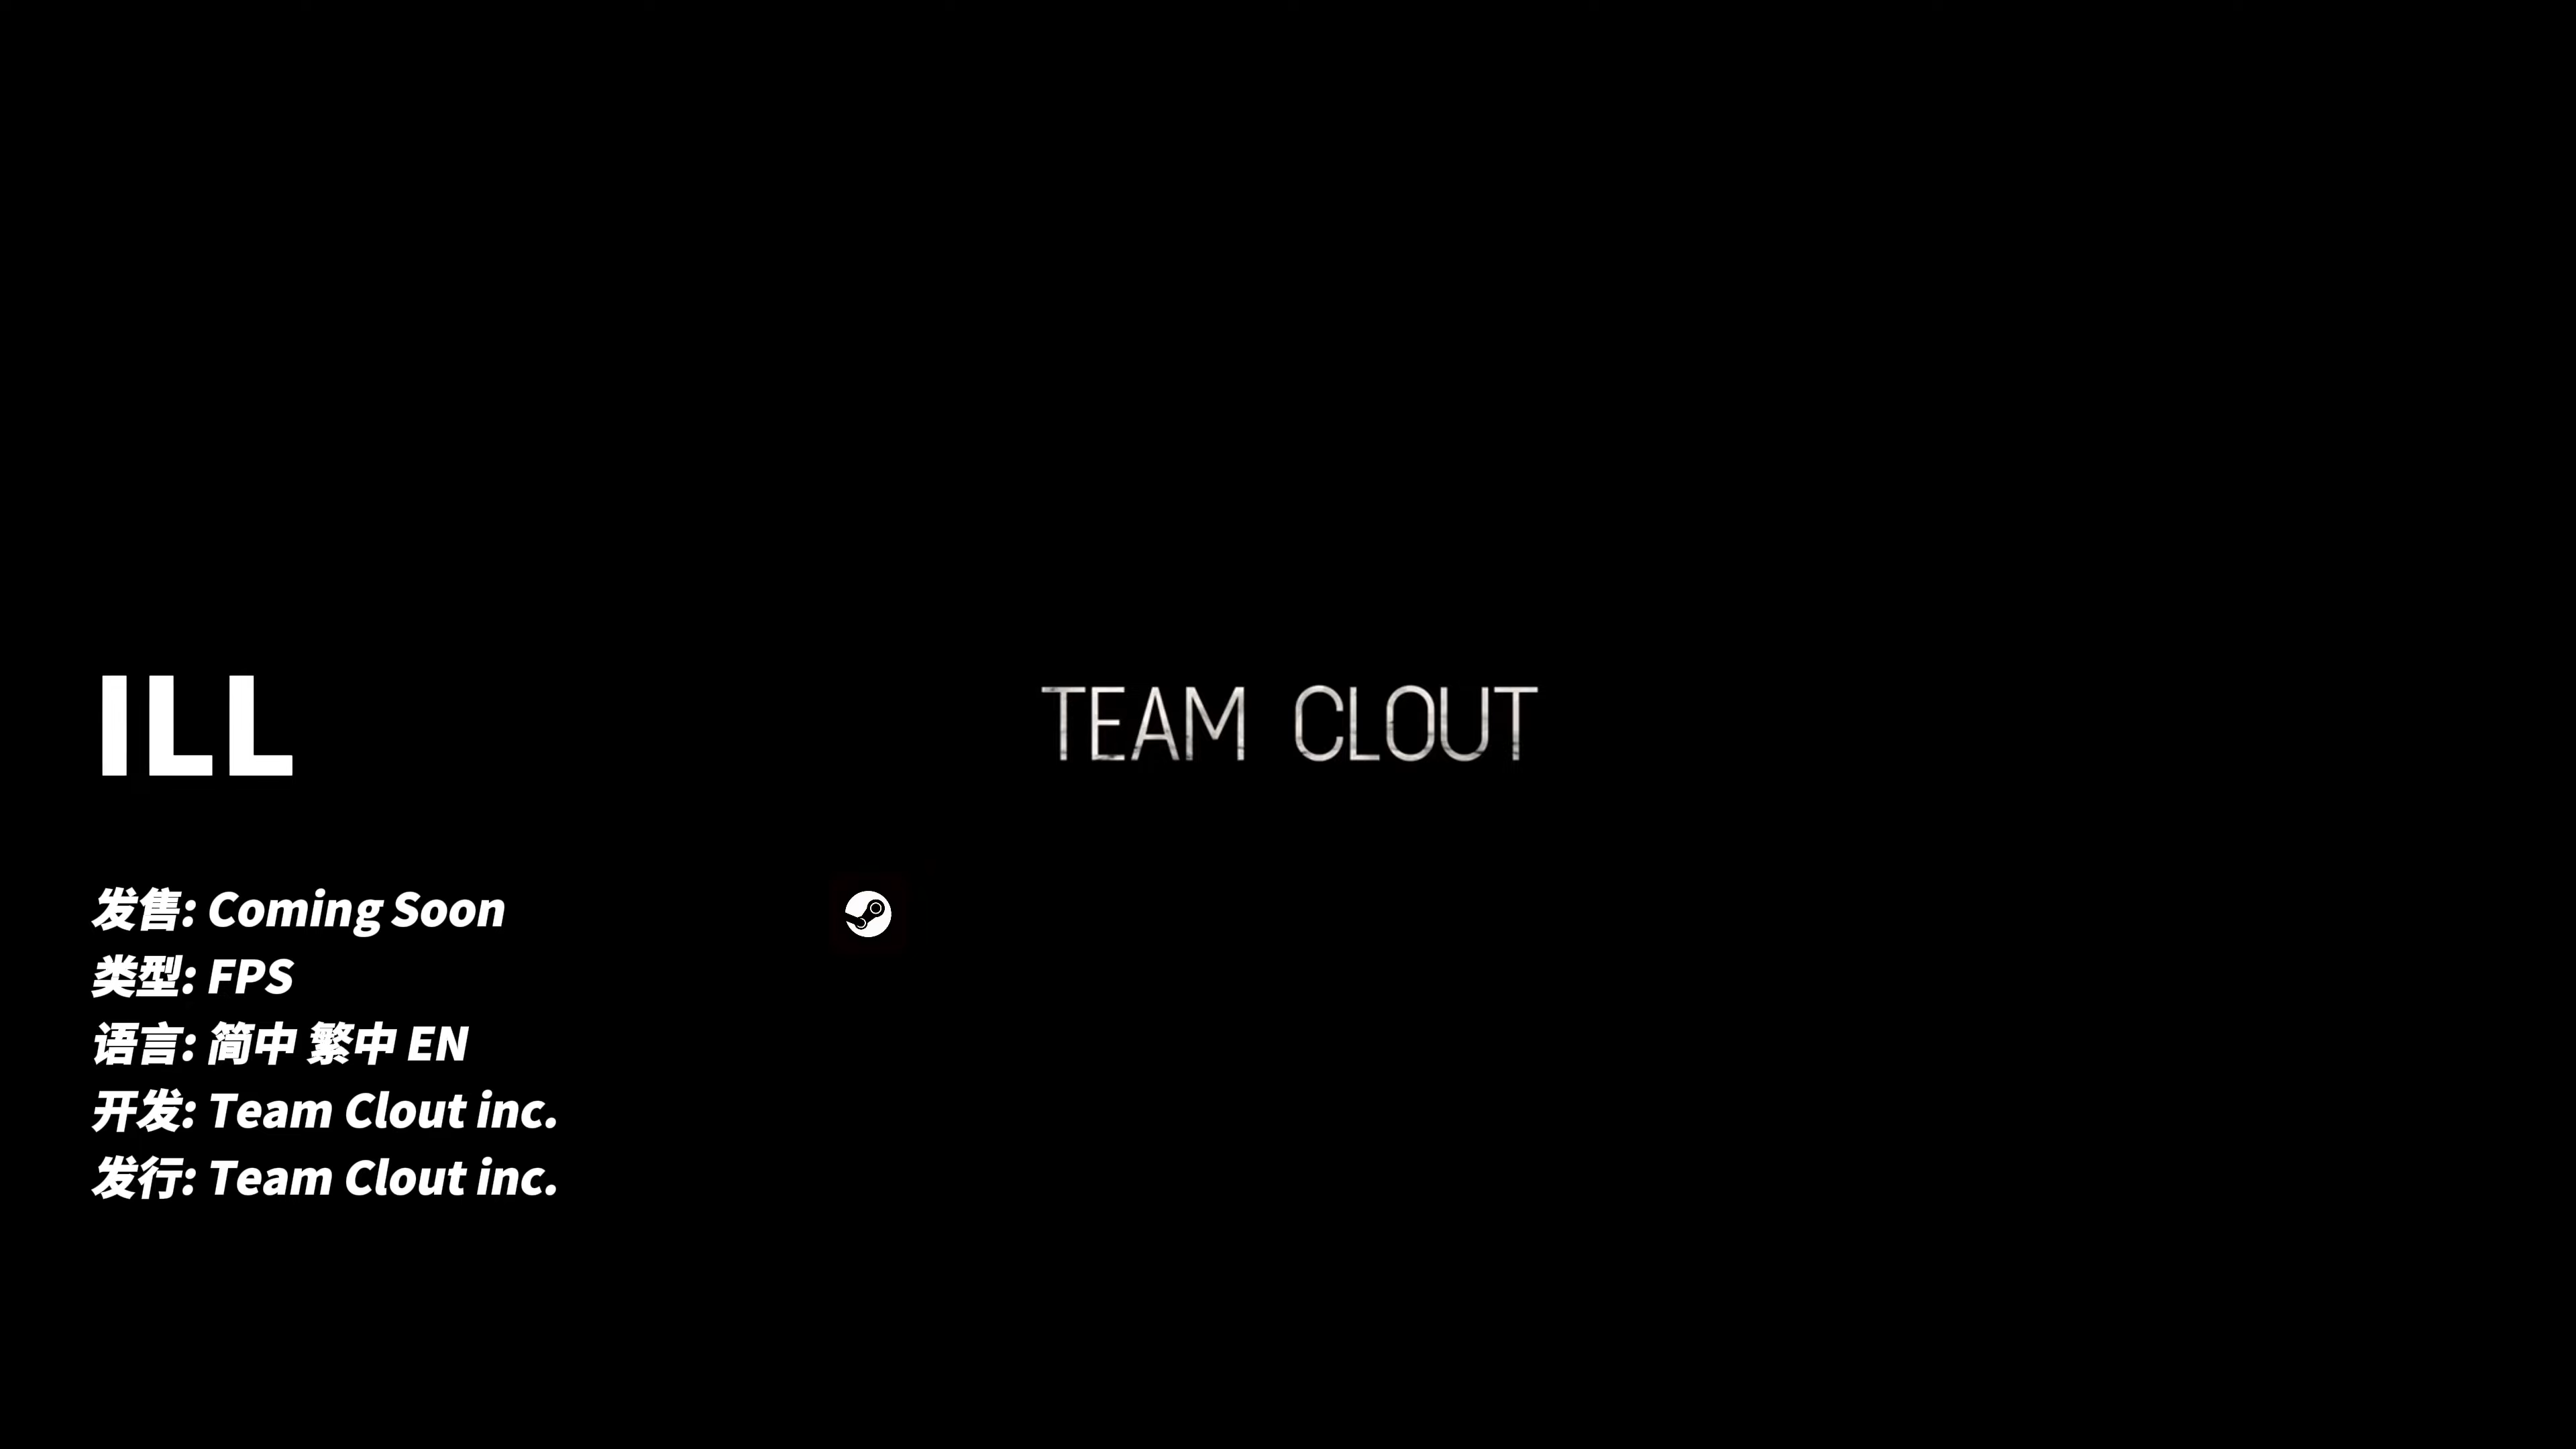 ILL
TEAM CLOUT
发售: Coming Soon
类型: FPS
语言: 简中 繁中 EN
开发: Team Clout inc.
发行: Team Clout inc.